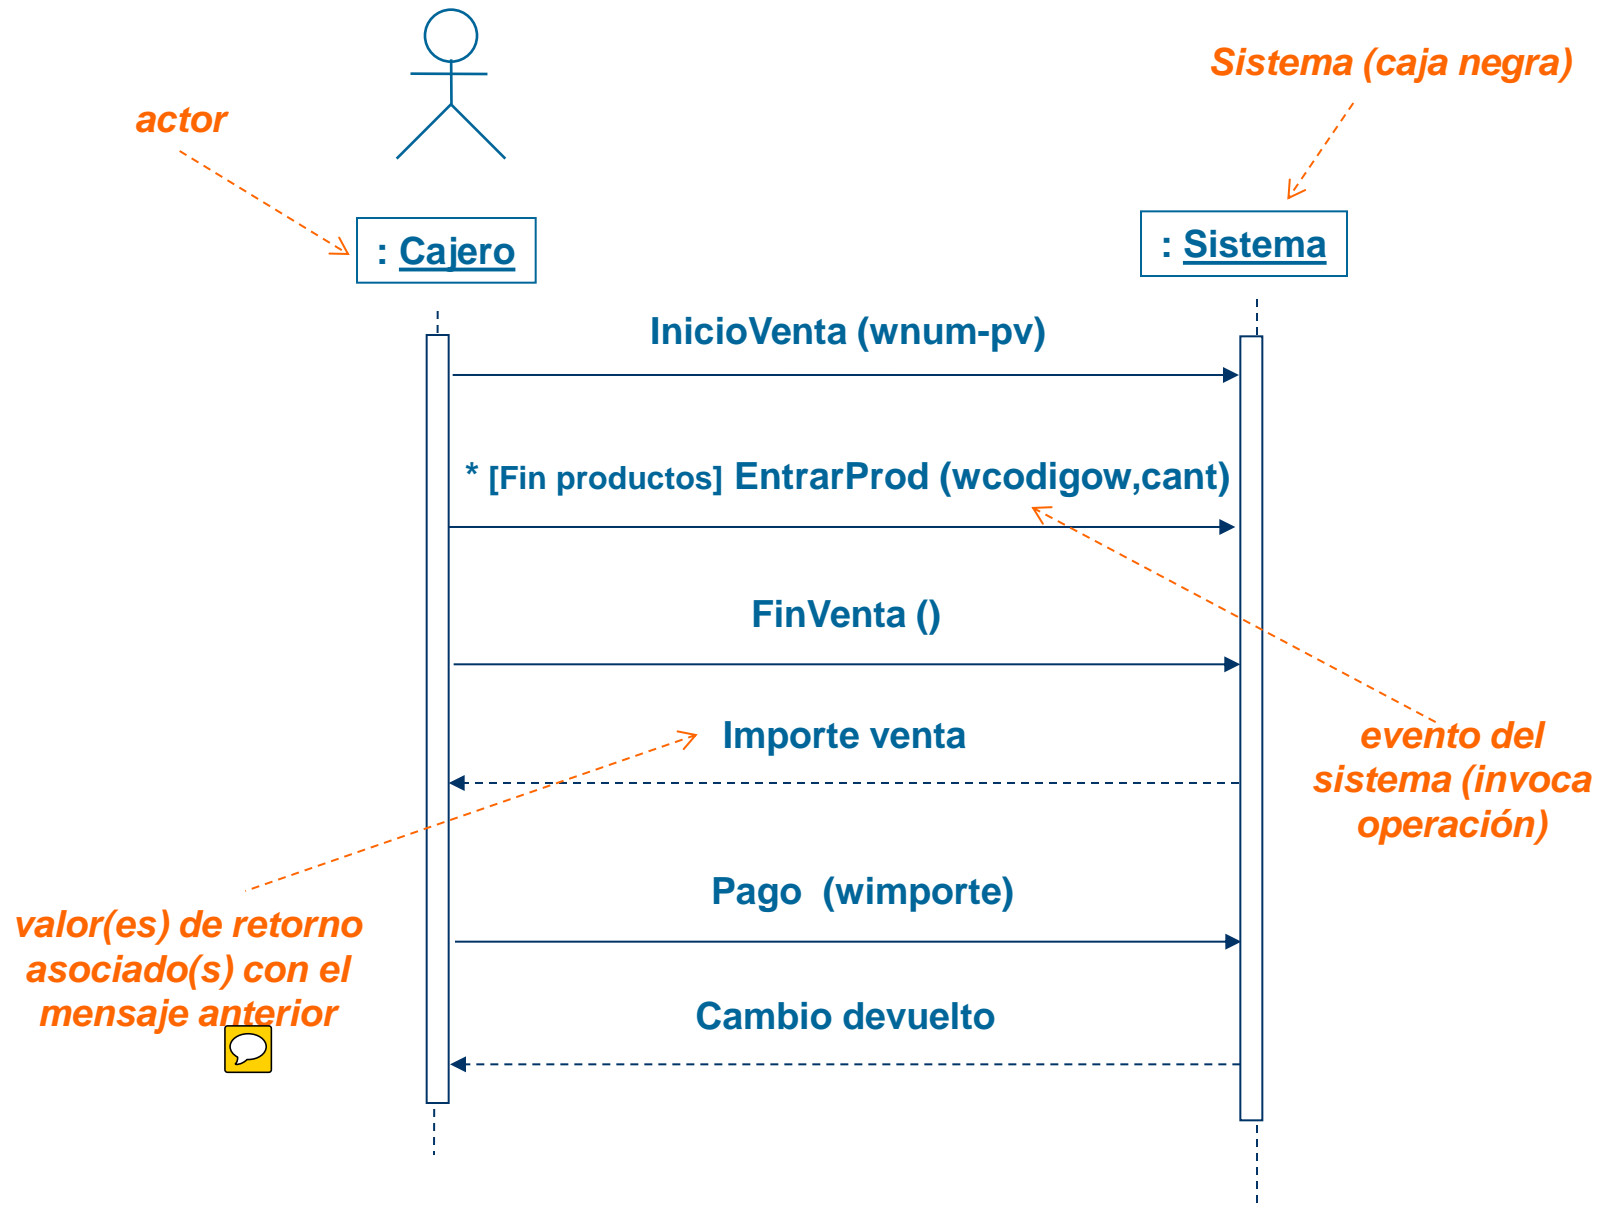 Sistema (caja negra)
actor
: Cajero
: Sistema
InicioVenta (wnum-pv)
* [Fin productos] EntrarProd (wcodigow,cant)
FinVenta ()
Importe venta
evento del
sistema (invoca
operación)
Pago  (wimporte)
valor(es) de retorno
asociado(s) con el
mensaje anterior
Cambio devuelto